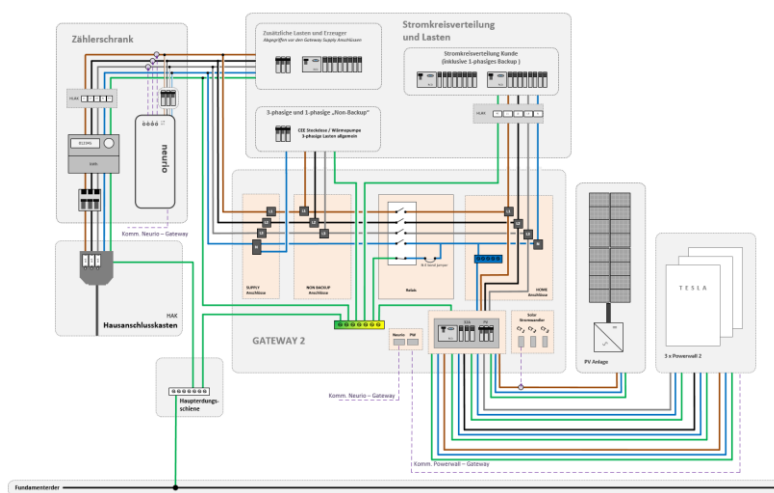 Zählerschrank
HLAK
neurio
Komm. Neurio – Gateway
HAK
Hausanschlusskasten
Haupterdungs-
schiene
Fundamenterder
Zusätzliche Lasten und Erzeuger
Abgegriffen vor den Gateway Supply Anschlüssen
3-phasige und 1-phasige „Non-Backup“
CEE Steckdose / Wärmepumpe
3-phasige Lasten allgemein
Stromkreisverteilung
und Lasten
Stromkreisverteilung Kunde
(inklusive 1-phasiges Backup )
HLAK
SUPPLY
Anschlüsse
NON BACKUP
Anschlüsse
Relais
HOME
Anschlüsse
GATEWAY 2
Neurio
PW
Solar
Stromwandler
Komm. Neurio – Gateway
Komm. Powerwall – Gateway
PV Anlage
TESLA
3 x Powerwall 2